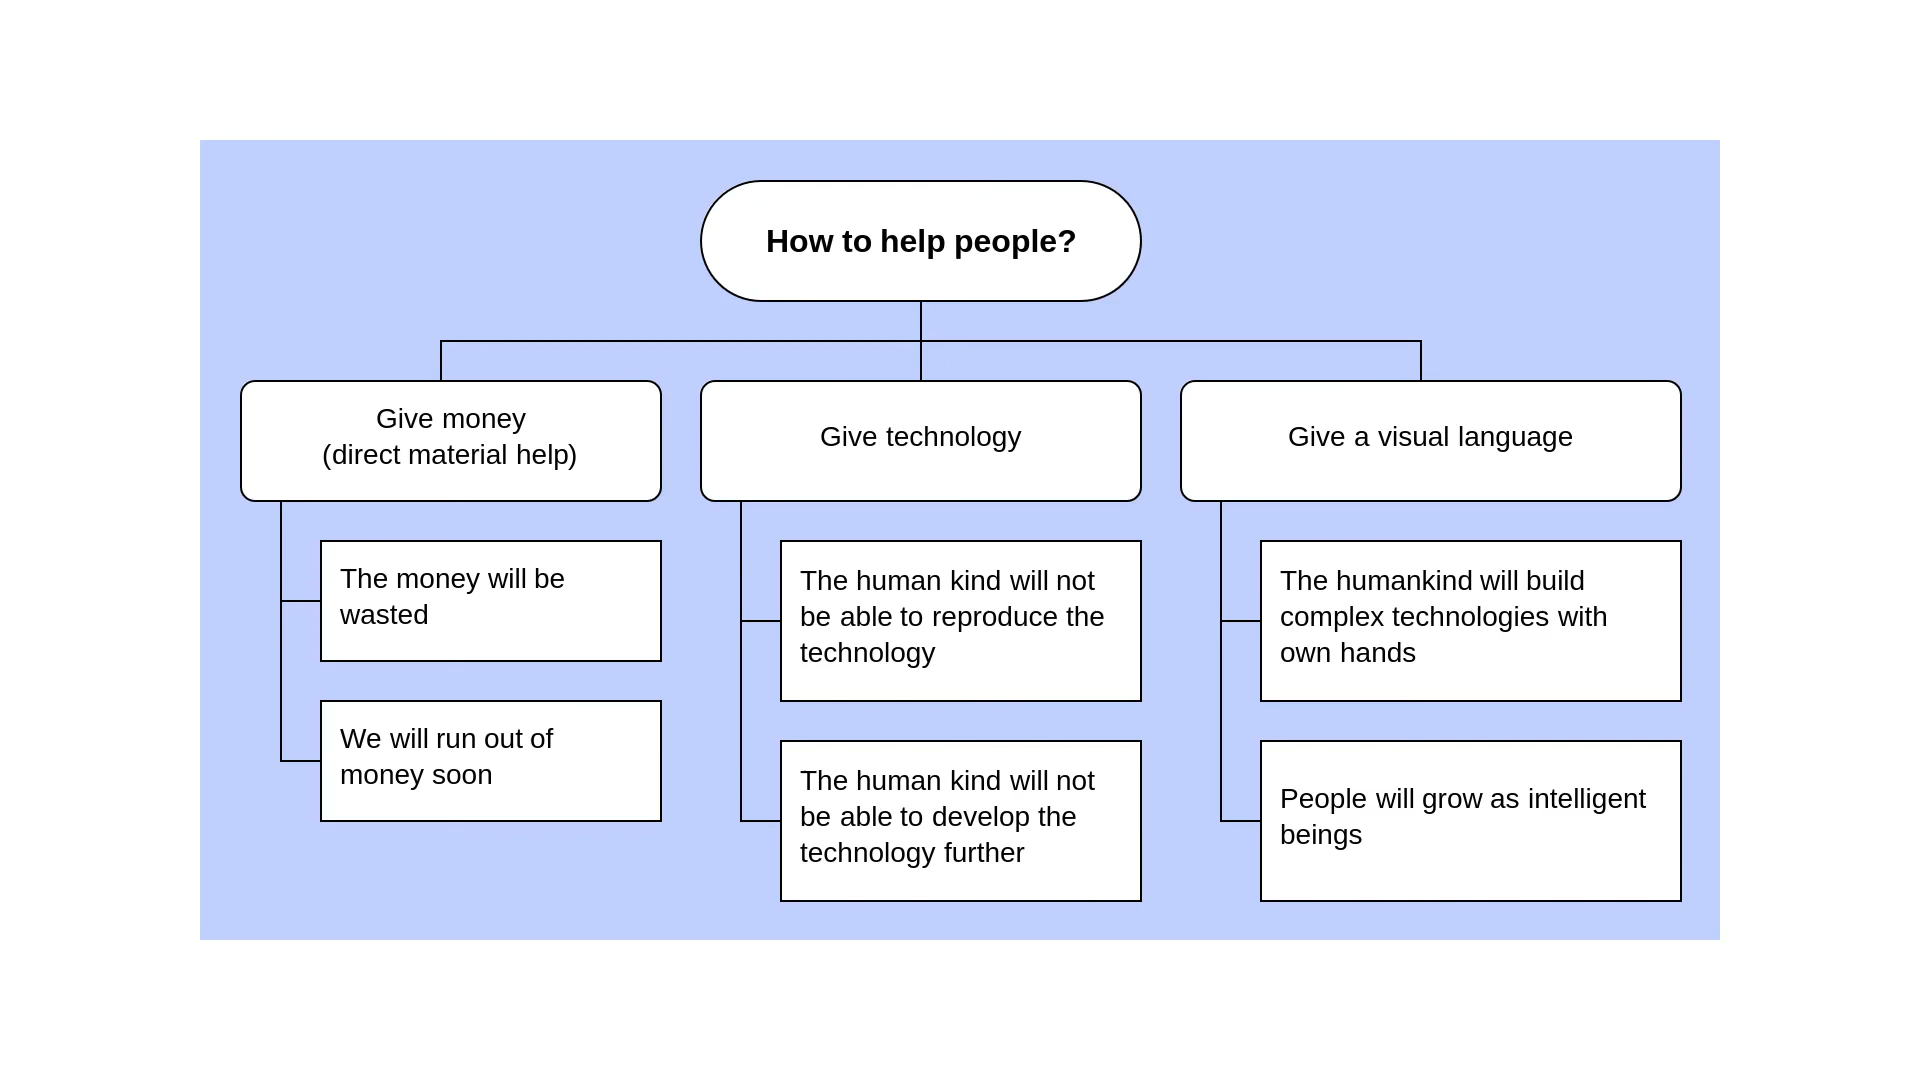 How to help people?
Give money
(direct material help)
Give technology
Give a visual language
The money will be
wasted
We will run out of
money soon
The human kind will not
be able to reproduce the
technology
The human kind will not
be able to develop the
technology further
The humankind will build
complex technologies with
own hands
People will grow as intelligent
beings